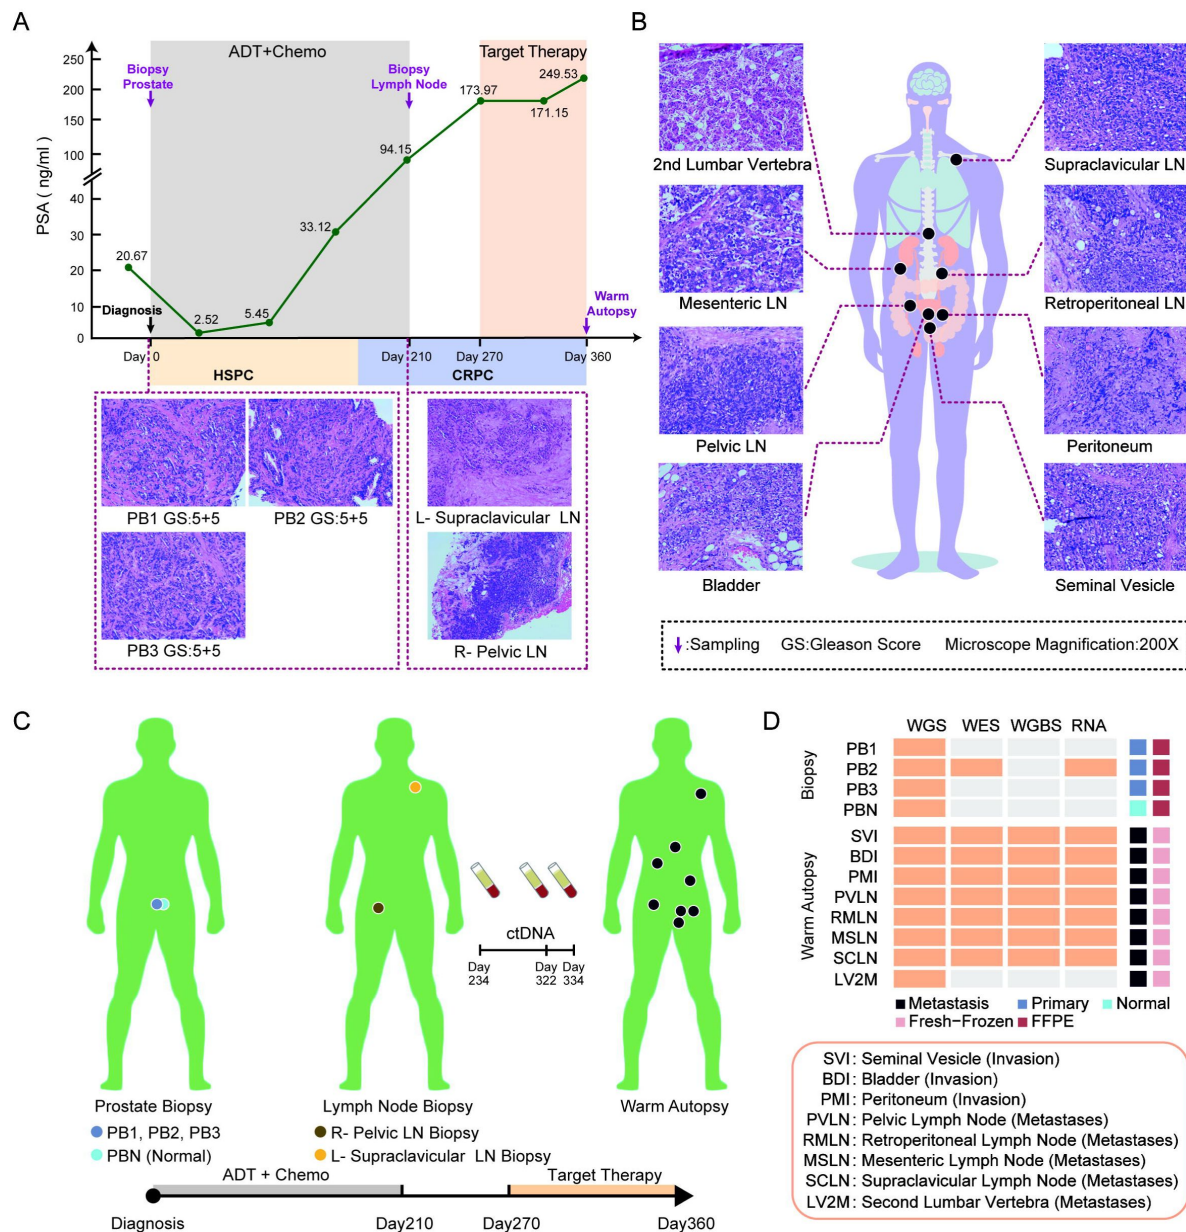 A
ADT+Chemo
Target Therapy
Biopsy
Prostate
Biopsy
Lymph Node
PSA ( ng/ml )
250
200
150
100
40
30
20
10
0
20.67
2.52
5.45
33.12
94.15
173.97
171.15
249.53
Diagnosis
Warm
Autopsy
Day 0
Day 210
Day 270
Day 360
HSPC
CRPC
PB1 GS:5+5
PB2 GS:5+5
PB3 GS:5+5
L- Supraclavicular LN
R- Pelvic LN
B
2nd Lumbar Vertebra
Supraclavicular LN
Mesenteric LN
Retroperitoneal LN
Pelvic LN
Peritoneum
Bladder
Seminal Vesicle
:Sampling GS:Gleason Score Microscope Magnification:200X
C
ctDNA
Day
234
Day
322
Day
334
Prostate Biopsy
PB1, PB2, PB3
PBN (Normal)
Lymph Node Biopsy
R- Pelvic LN Biopsy
L- Supraclavicular LN Biopsy
Warm Autopsy
ADT + Chemo
Target Therapy
Diagnosis
Day210
Day270
Day360
D
WGS WES WGBS RNA
Biopsy
PB1
PB2
PB3
PBN
Warm Autopsy
SVI
BDI
PMI
PVLN
RMLN
MSLN
SCLN
LV2M
Metastasis Primary Normal
Fresh-Frozen FFPE
SVI: Seminal Vesicle (Invasion)
BDI: Bladder (Invasion)
PMI: Peritoneum (Invasion)
PVLN: Pelvic Lymph Node (Metastases)
RMLN: Retroperitoneal Lymph Node (Metastases)
MSLN: Mesenteric Lymph Node (Metastases)
SCLN: Supravicular Lymph Node (Metastases)
LV2M: Second Lumbar Vertebra (Metastases)